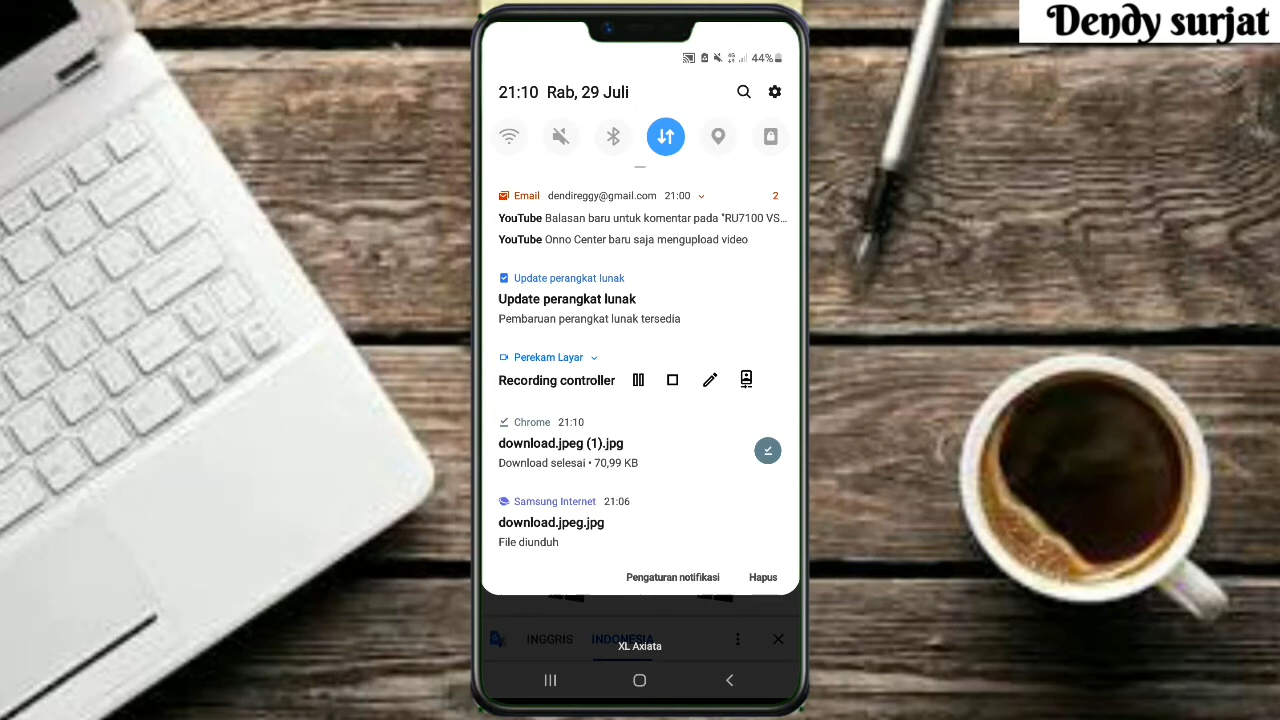 Dendy surjat
44%
21:10 Rab, 29 Juli
Email dendireggy@gmail.com 21:00 2
YouTube Balasan baru untuk komentar pada "RU7100 VS...
YouTube Onno Center baru saja mengupload video
Update perangkat lunak
Update perangkat lunak
Pembaruan perangkat lunak tersedia
Perekam Layar
Recording controller
Chrome 21:10
download.jpeg (1).jpg
Download selesai • 70,99 KB
Samsung Internet 21:06
download.jpeg.jpg
File diunduh
Pengaturan notifikasi Hapus
INGGRIS INDONESIA
XL Axiata